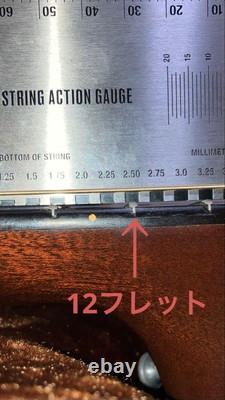 60 50 40 30 20 10
STRING ACTION GAUGE
20 15 10
BOTTOM OF STRING MILLIME
1.25 1.5 1.75 2.0 2.25 2.50 2.75 3.0 3.25
12フレット
© ebay